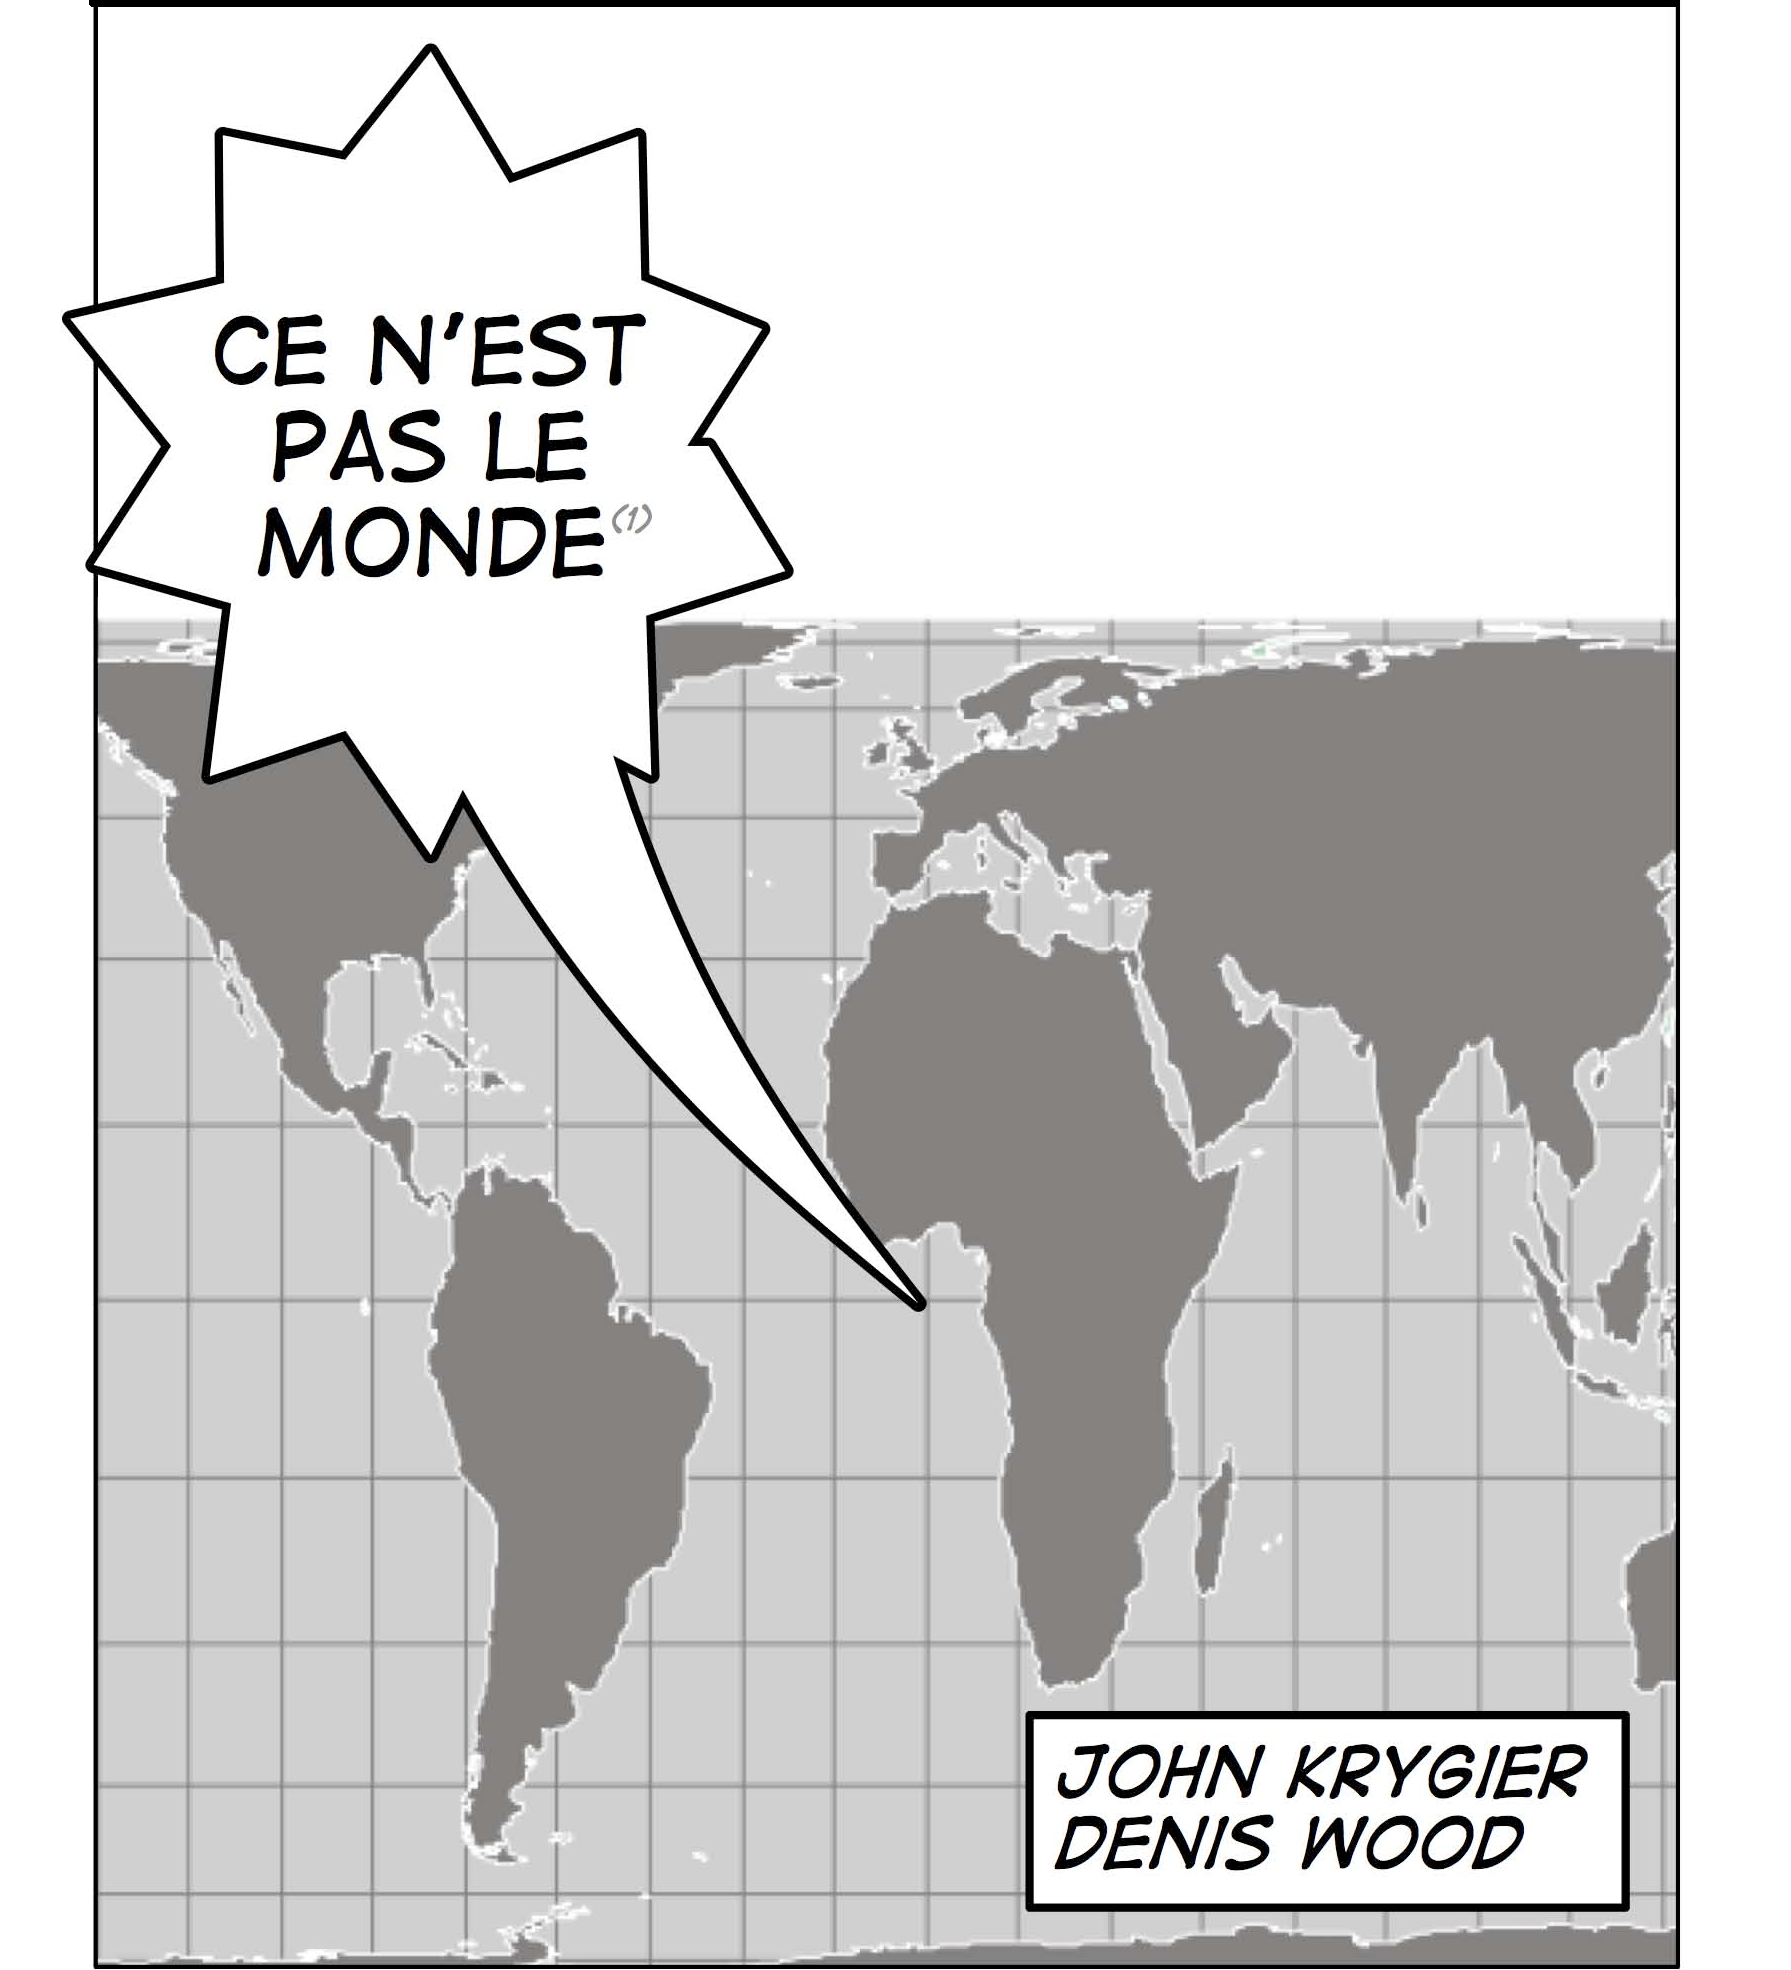 CE N'EST
PAS LE
MONDE(1)
JOHN KRYGIER
DENIS WOOD